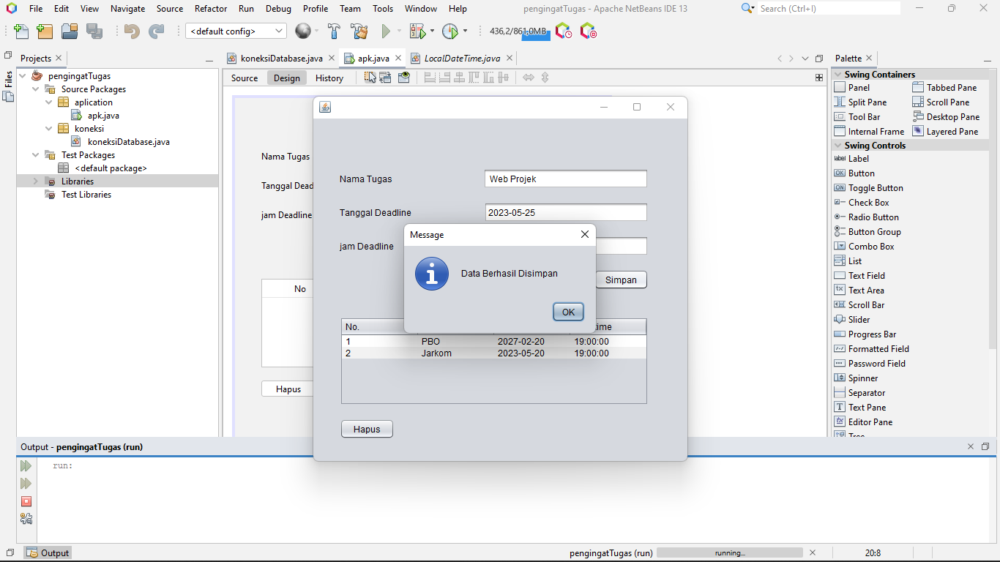 File Edit View Navigate Source Refactor Run Debug Profile Team Tools Window Help
pengingatTugas - Apache NetBeans IDE 13
Search (Ctrl+I)
<default config>
436,2/861,0MB
Projects
koneksiDatabase.java
apk.java
LocalDateTime.java
Palette
Files
Source Design History
pengingatTugas
Source Packages
aplication
apk.java
koneksi
koneksiDatabase.java
Test Packages
<default package>
Libraries
Test Libraries
Nama Tugas
Tanggal Dead
jam Deadline
No
Hapus
Nama Tugas Web Projek
Tanggal Deadline 2023-05-25
jam Deadline
Simpan
Message
Data Berhasil Disimpan
OK
No. time
1 PBO 2027-02-20 19:00:00
2 Jarkom 2023-05-20 19:00:00
Hapus
Swing Containers
Panel Tabbed Pane
Split Pane Scroll Pane
Tool Bar Desktop Pane
Internal Frame Layered Pane
Swing Controls
label Label
OK Button
ON Toggle Button
Check Box
Radio Button
Button Group
Combo Box
List
Text Field
Text Area
Scroll Bar
Slider
Progress Bar
Formatted Field
Password Field
Spinner
Separator
Text Pane
Editor Pane
Tree
Output - pengingatTugas (run)
run:
Output
pengingatTugas (run)
running...
20:8